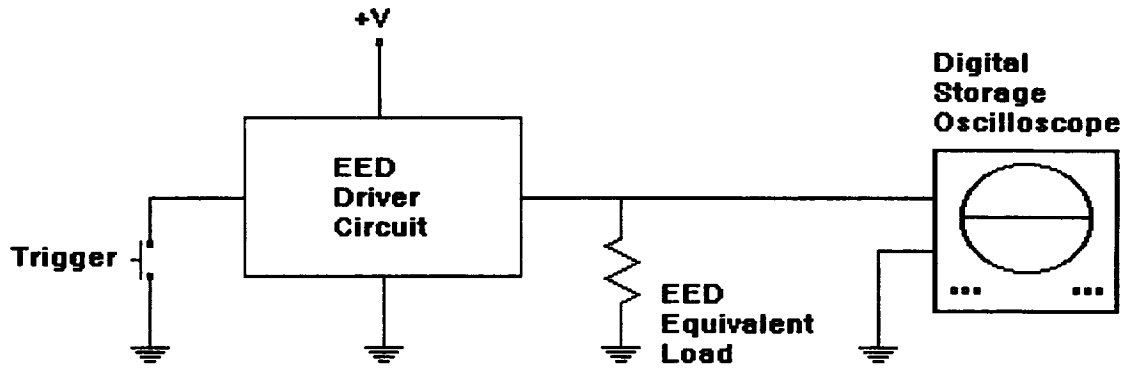 +V
Digital
Storage
Oscilloscope
EED
Driver
Circuit
Trigger
EED
Equivalent
Load